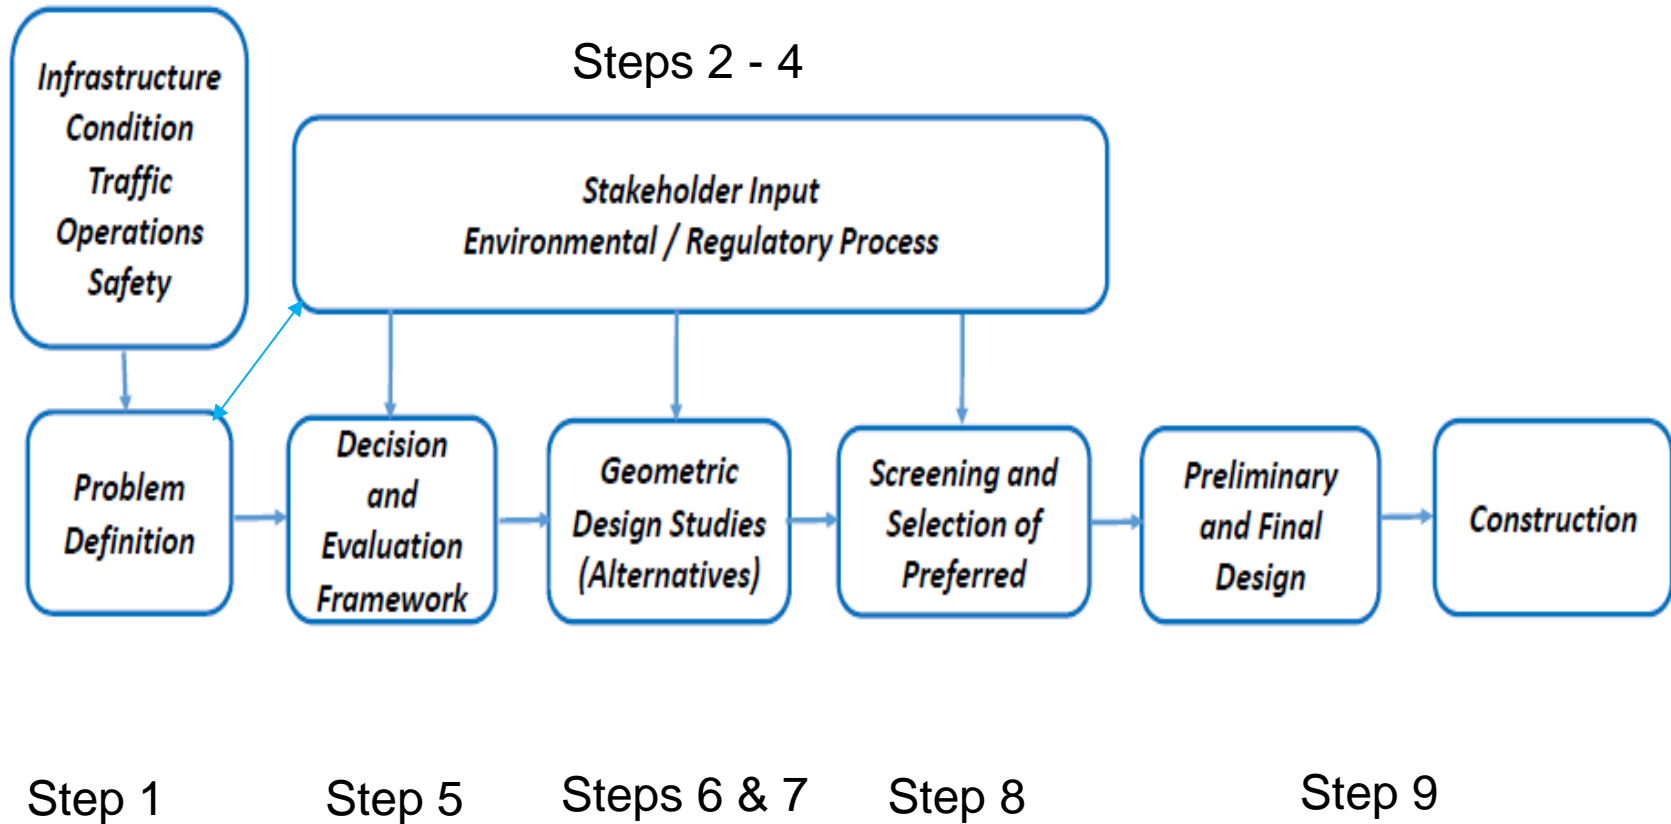 Infrastructure
Condition
Traffic
Operations
Safety
Steps 2 - 4
Stakeholder Input
Environmental / Regulatory Process
Problem
Definition
Decision
and
Evaluation
Framework
Geometric
Design Studies
(Alternatives)
Screening and
Selection of
Preferred
Preliminary
and Final
Design
Construction
Step 1
Step 5
Steps 6 & 7
Step 8
Step 9